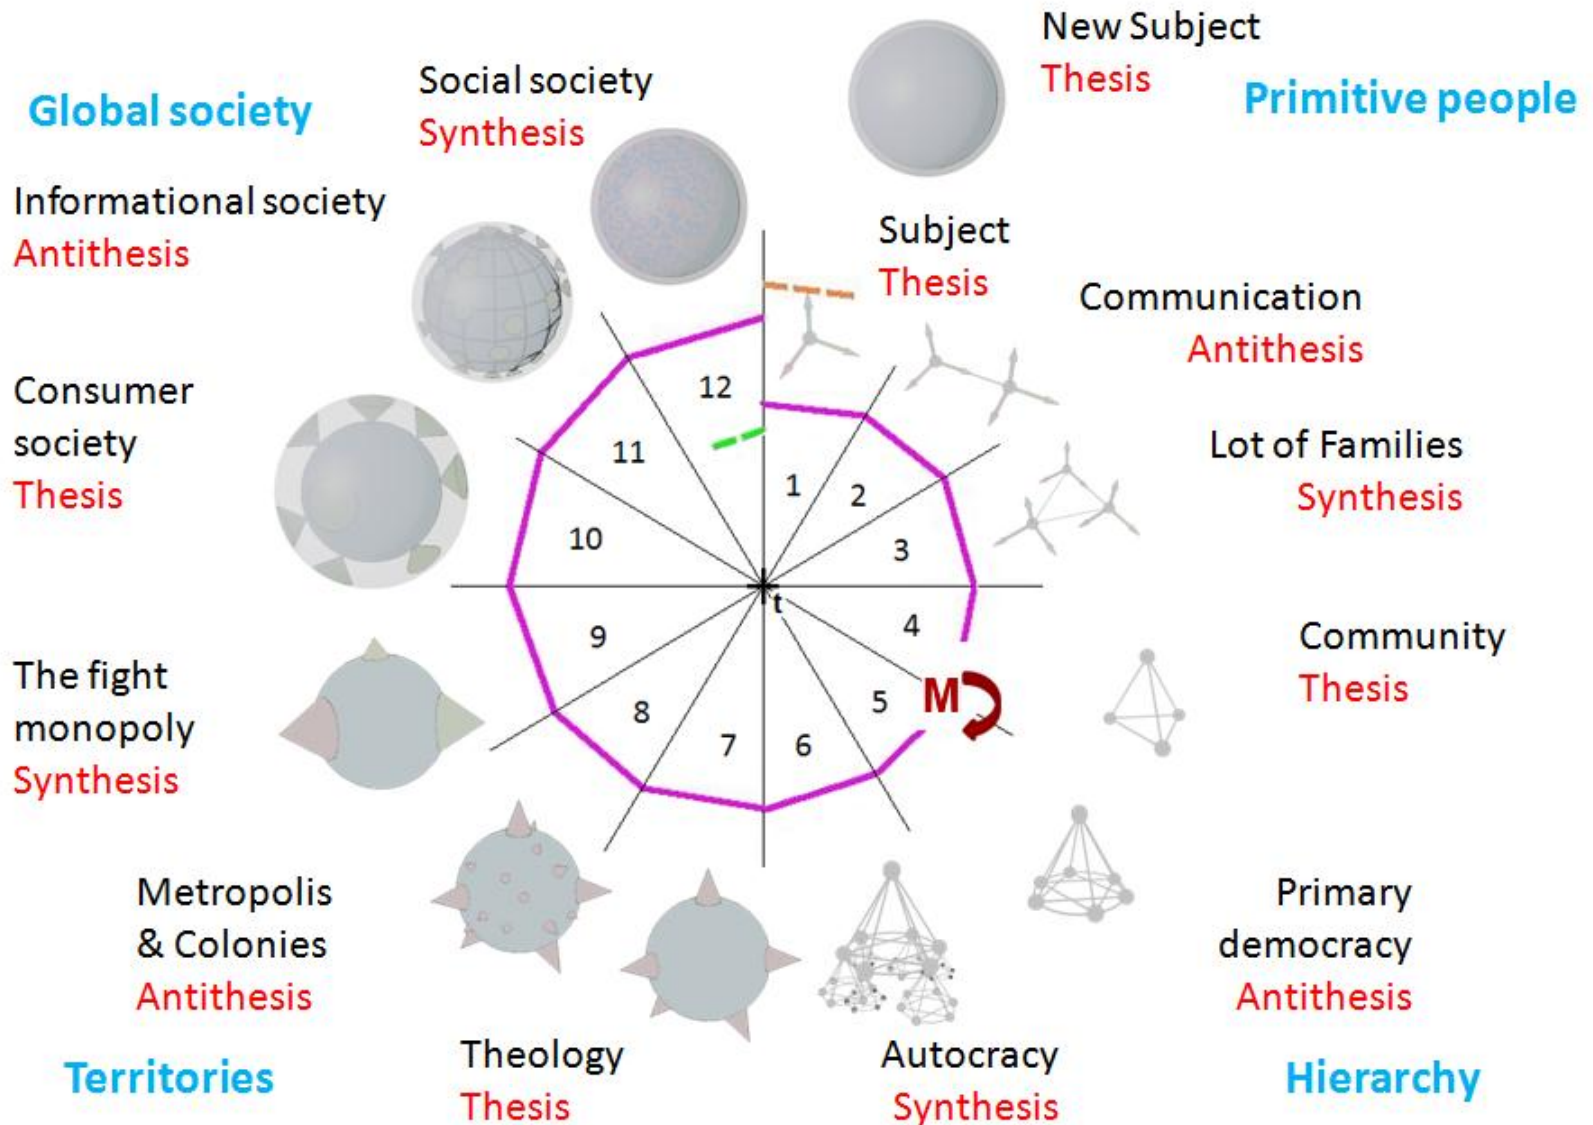 New Subject
Thesis
Primitive people
Social society
Synthesis
Global society
Informational society
Antithesis
Subject
Thesis
Communication
Antithesis
Consumer
society
Thesis
Lot of Families
Synthesis
12
11
10
9
8
7
6
5
4
3
2
1
t
M
The fight
monopoly
Synthesis
Community
Thesis
Metropolis
& Colonies
Antithesis
Primary
democracy
Antithesis
Theology
Thesis
Autocracy
Synthesis
Territories
Hierarchy